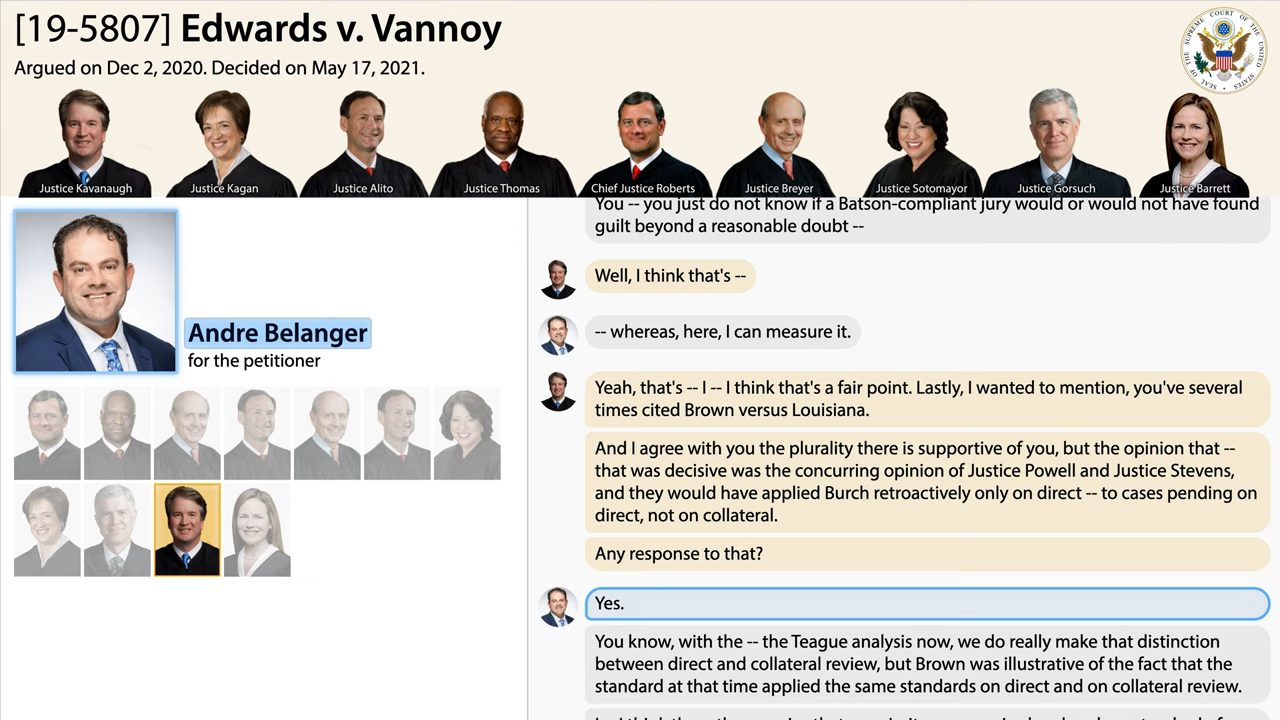 [19-5807] Edwards v. Vannoy
Argued on Dec 2, 2020. Decided on May 17, 2021.
SEAL OF THE SUPREME COURT OF THE UNITED STATES
Justice Kavanaugh
Justice Kagan
Justice Alito
Justice Thomas
Chief Justice Roberts
Justice Breyer
Justice Sotomayor
Justice Gorsuch
Justice Barrett
Andre Belanger
for the petitioner
You -- you just do not know if a Batson-compliant jury would or would not have found
guilt beyond a reasonable doubt --
Well, I think that's --
-- whereas, here, I can measure it.
Yeah, that's -- I -- I think that's a fair point. Lastly, I wanted to mention, you've several
times cited Brown versus Louisiana.
And I agree with you the plurality there is supportive of you, but the opinion that --
that was decisive was the concurring opinion of Justice Powell and Justice Stevens,
and they would have applied Burch retroactively only on direct -- to cases pending on
direct, not on collateral.
Any response to that?
Yes.
You know, with the -- the Teague analysis now, we do really make that distinction
between direct and collateral review, but Brown was illustrative of the fact that the
standard at that time applied the same standards on direct and on collateral review.